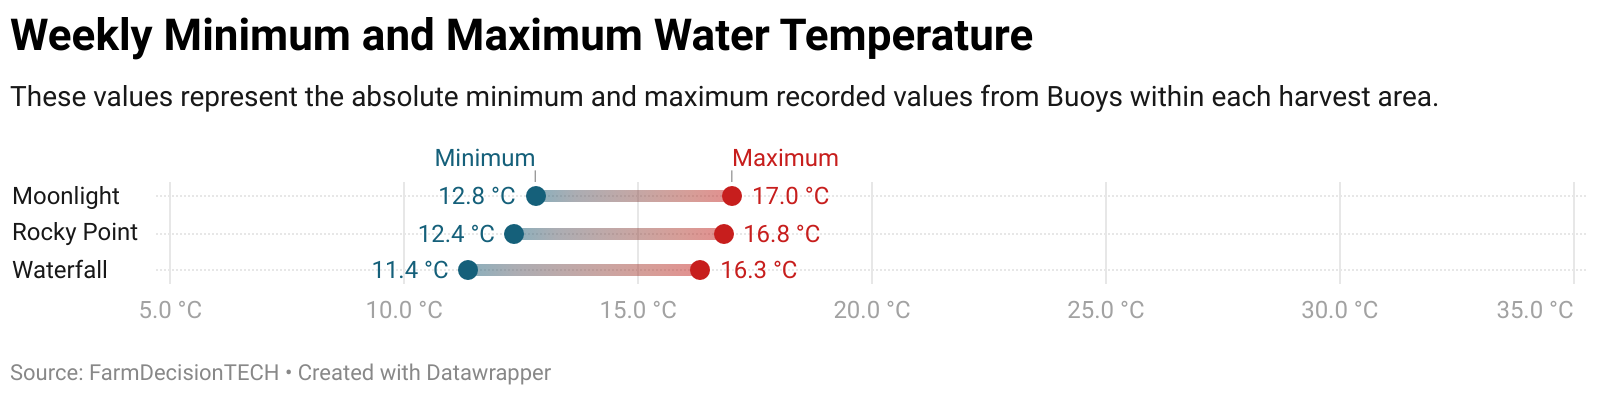 Weekly Minimum and Maximum Water Temperature
These values represent the absolute minimum and maximum recorded values from Buoys within each harvest area.
Minimum Maximum
Moonlight 12.8 °C 17.0 °C
Rocky Point 12.4 °C 16.8 °C
Waterfall 11.4 °C 16.3 °C
5.0 °C 10.0 °C 15.0 °C 20.0 °C 25.0 °C 30.0 °C 35.0 °C
Source: FarmDecisionTECH • Created with Datawrapper